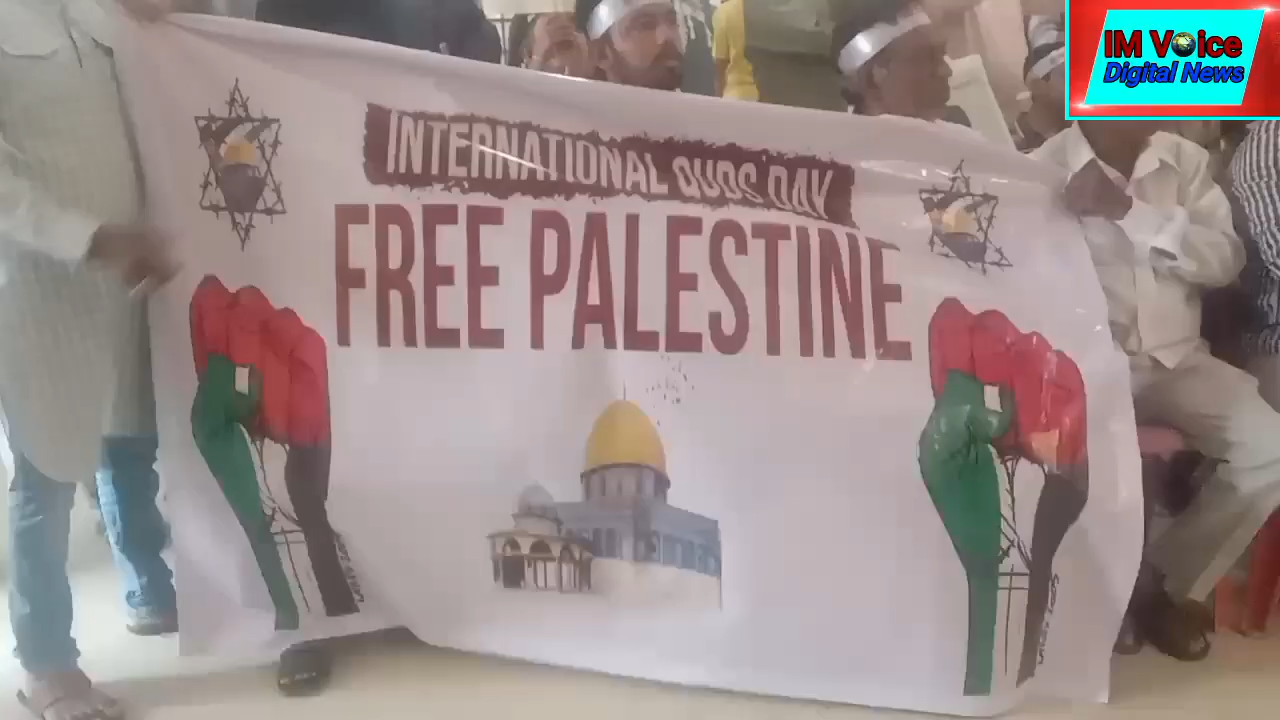 IM Voice
Digital News
INTERNATIONAL QUDS DAY
FREE PALESTINE